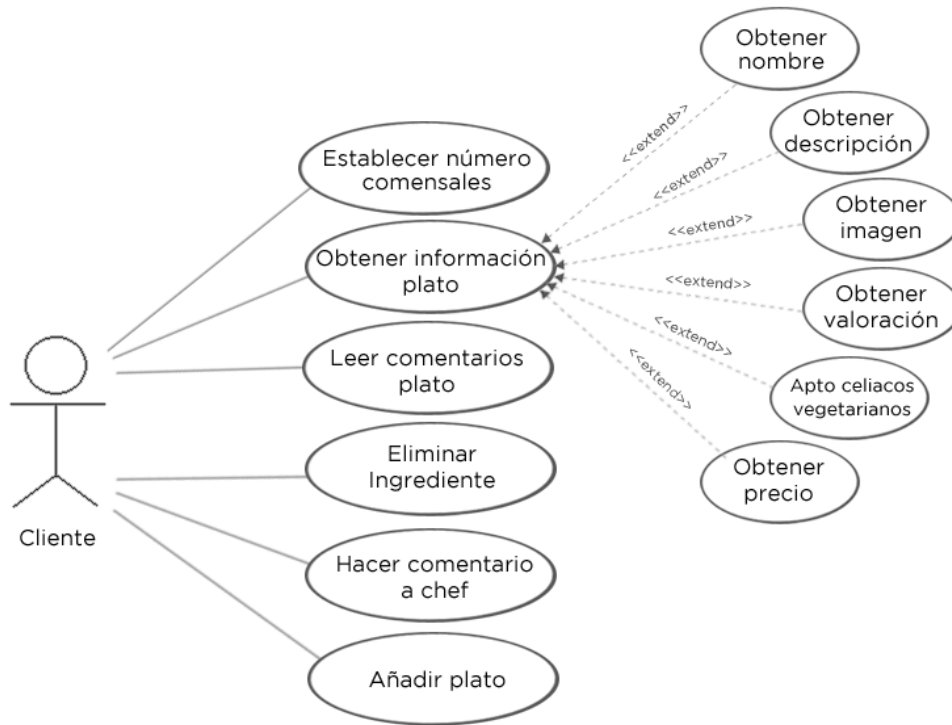 Obtener
nombre
<<extend>>
Obtener
descripción
<<extend>>
Establecer número
comensales
Obtener
imagen
<<extend>>
Obtener información
plato
Obtener
valoración
<<extend>>
Leer comentarios
plato
<<extend>>
Apto celiacos
vegetarianos
<<extend>>
Eliminar
Ingrediente
Obtener
precio
Cliente
Hacer comentario
a chef
Añadir plato